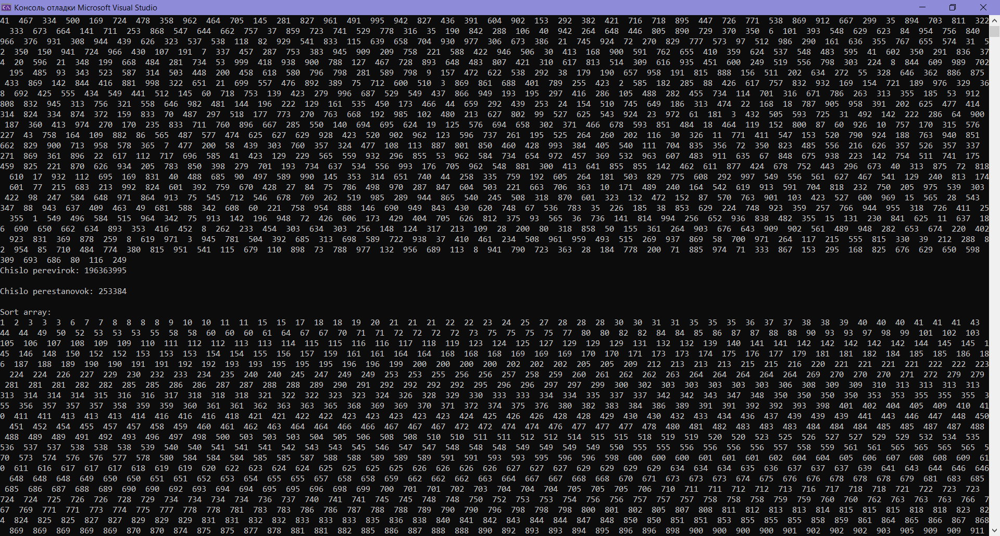 Консоль отладки Microsoft Visual Studio
41 467 334 500 169 724 478 358 962 464 705 145 281 827 961 491 995 942 827 436 391 604 902 153 292 382 421 716 718 895 447 726 771 538 869 912 667 299 35 894 703 811 322
333 673 664 141 711 253 868 547 644 662 757 37 859 723 741 529 778 316 35 190 842 288 106 40 942 264 648 446 805 890 729 370 350 6 101 393 548 629 623 84 954 756 840
966 376 931 308 944 439 626 323 537 538 118 82 929 541 833 115 639 658 704 930 977 306 673 386 21 745 924 72 270 829 777 573 97 512 986 290 161 636 355 767 655 574 31 5
2 350 150 941 724 966 430 107 191 7 337 457 287 753 383 945 909 209 758 221 588 422 946 506 30 413 168 900 591 762 655 410 359 624 537 548 483 595 41 602 350 291 836 37
4 20 596 21 348 199 668 484 281 734 53 999 418 938 900 788 127 467 728 893 648 483 807 421 310 617 813 514 309 616 935 451 600 249 519 556 798 303 224 8 844 609 989 702
195 485 93 343 523 587 314 503 448 200 458 618 580 796 798 281 589 798 9 157 472 622 538 292 38 179 190 657 958 191 815 888 156 511 202 634 272 55 328 646 362 886 875
433 869 142 844 416 881 998 322 651 21 699 557 476 892 389 75 712 600 510 3 869 861 688 401 789 255 423 2 585 182 285 88 426 617 757 832 932 169 154 721 189 976 329 36
8 692 425 555 434 549 441 512 145 60 718 753 139 423 279 996 687 529 549 437 866 949 193 195 297 416 286 105 488 282 455 734 114 701 316 671 786 263 313 355 185 53 912
808 832 945 313 756 321 558 646 982 481 144 196 222 129 161 535 450 173 466 44 659 292 439 253 24 154 510 745 649 186 313 474 22 168 18 787 905 958 391 202 625 477 414
314 824 334 874 372 159 833 70 487 297 518 177 773 270 763 668 192 985 102 480 213 627 802 99 527 625 543 924 23 972 61 181 3 432 505 593 725 31 492 142 222 286 64 900
187 360 413 974 270 170 235 833 711 760 896 667 285 550 140 694 695 624 19 125 576 694 658 302 371 466 678 593 851 484 18 464 119 152 800 87 60 926 10 757 170 315 576
227 43 758 164 109 882 86 565 487 577 474 625 627 629 928 423 520 902 962 123 596 737 261 195 525 264 260 202 116 30 326 11 771 411 547 153 520 790 924 188 763 940 851
662 829 900 713 958 578 365 7 477 200 58 439 303 760 357 324 477 108 113 887 801 850 460 428 993 384 405 540 111 704 835 356 72 350 823 485 556 216 626 357 526 357 337
271 869 361 896 22 617 112 717 696 585 41 423 129 229 565 559 932 296 855 53 962 584 734 654 972 457 369 532 963 607 483 911 635 67 848 675 938 223 142 754 511 741 175
459 825 221 870 626 934 205 783 850 398 279 701 193 734 637 534 556 993 176 705 962 548 881 300 413 641 855 855 142 462 611 877 424 678 752 443 296 673 40 313 875 72 818
610 17 932 112 695 169 831 40 488 685 90 497 589 990 145 353 314 651 740 44 258 335 759 192 605 264 181 503 829 775 608 292 997 549 556 561 627 467 541 129 240 813 174
601 77 215 683 213 992 824 601 392 759 670 428 27 84 75 786 498 970 287 847 604 503 221 663 706 363 10 171 489 240 164 542 619 913 591 704 818 232 750 205 975 539 303
422 98 247 584 648 971 864 913 75 545 712 546 678 769 262 519 985 289 944 865 540 245 508 318 870 601 323 132 472 152 87 570 763 901 103 423 527 600 969 15 565 28 543
347 88 943 637 409 463 49 681 588 342 608 60 221 758 954 888 146 690 949 843 430 620 748 67 536 783 35 226 185 38 853 629 224 748 923 359 257 766 944 955 318 726 411 25
355 1 549 496 584 515 964 342 75 913 142 196 948 72 426 606 173 429 404 705 626 812 375 93 565 36 736 141 814 994 256 652 936 838 482 355 15 131 230 841 625 11 637 18
6 690 650 662 634 893 353 416 452 8 262 233 454 303 634 303 256 148 124 317 213 109 28 200 80 318 858 50 155 361 264 903 676 643 909 902 561 489 948 282 653 674 220 402
923 831 369 878 259 8 619 971 3 945 781 504 392 685 313 698 589 722 938 37 410 461 234 508 961 959 493 515 269 937 869 58 700 971 264 117 215 555 815 330 39 212 288 8
2 954 85 710 484 774 380 815 951 541 115 679 110 898 73 788 977 132 956 689 113 8 941 790 723 363 28 184 778 200 71 885 974 71 333 867 153 295 168 825 676 629 650 598
309 693 686 80 116 249
Chislo perevirok: 196363995
Chislo perestanovok: 253384
Sort array:
1 2 3 3 3 6 7 7 8 8 8 8 9 10 10 11 11 15 15 17 18 18 19 20 21 21 21 22 22 23 24 25 27 28 28 28 30 30 31 31 35 35 35 36 37 37 38 38 39 40 40 40 41 41 41 43
44 44 49 50 52 53 53 53 55 58 58 60 60 60 61 64 67 67 70 71 71 72 72 72 72 73 75 75 75 75 77 80 80 82 82 84 84 85 86 87 87 88 88 90 93 93 97 98 99 101 102 103
105 106 107 108 109 109 110 111 112 112 113 113 114 115 115 116 116 117 118 119 123 124 125 127 129 129 129 131 132 132 139 140 141 141 142 142 142 142 142 144 145 145 1
45 146 148 150 152 152 153 153 153 154 154 155 156 157 159 161 161 164 164 168 168 168 169 169 169 170 170 171 173 173 174 175 176 177 179 181 181 182 184 185 185 186 18
6 187 188 189 190 190 191 191 192 192 193 193 195 195 195 196 196 199 200 200 200 200 202 202 202 205 205 209 212 213 213 213 215 215 216 220 221 221 221 221 222 222 223
224 224 226 227 229 230 232 233 234 235 240 240 245 247 249 249 253 253 255 256 256 257 258 259 260 261 262 262 263 264 264 264 264 264 269 270 270 270 271 272 279 279
281 281 281 282 282 285 285 286 286 287 287 288 288 289 290 291 292 292 292 292 295 296 296 297 297 299 300 302 303 303 303 303 303 306 308 309 309 310 313 313 313 313
313 314 314 314 315 316 316 317 318 318 318 321 322 322 323 323 324 326 328 329 330 333 333 334 334 335 337 337 342 342 343 347 348 350 350 350 350 353 353 355 355 355 3
55 356 357 357 357 358 359 359 360 361 361 362 363 363 365 368 369 369 370 371 372 374 375 376 380 382 383 384 386 389 391 391 392 392 393 398 401 402 404 405 409 410 41
0 411 411 413 413 413 414 416 416 416 418 421 421 422 422 423 423 423 423 423 424 425 426 426 428 428 429 430 430 432 433 434 436 437 439 439 439 441 443 446 447 448 450
451 452 454 455 457 457 458 459 460 461 462 463 464 464 466 466 467 467 467 472 472 474 474 476 477 477 477 478 480 481 482 483 483 483 484 484 484 485 485 487 487 488
488 489 489 491 492 493 496 497 498 500 503 503 503 504 505 506 508 508 510 510 511 511 512 512 514 515 515 518 519 519 520 520 523 525 526 527 527 529 529 532 534 535
536 537 537 538 538 538 539 540 540 541 541 541 542 543 543 545 546 547 547 548 548 548 549 549 549 549 550 555 555 556 556 556 556 557 558 559 561 561 565 565 565 565 5
70 573 574 576 576 577 578 580 584 584 584 585 585 587 588 588 589 589 589 591 591 593 593 595 596 596 598 600 600 600 601 601 601 602 604 604 605 606 607 608 608 609 61
0 611 616 617 617 617 618 619 619 620 622 623 624 624 625 625 625 625 626 626 626 626 627 627 627 629 629 629 629 634 634 634 635 636 637 637 637 639 641 643 644 646 646
648 648 648 649 650 650 651 651 652 653 654 655 655 657 658 658 659 662 662 662 663 664 667 667 668 668 670 671 673 673 673 674 675 676 676 678 678 678 679 681 683 685
685 686 687 688 689 690 690 692 693 694 694 695 695 696 698 699 700 701 701 702 703 704 704 704 705 705 705 706 710 711 711 712 712 713 716 717 718 718 721 722 723 723
724 724 725 726 726 728 729 734 734 734 734 736 737 740 741 741 745 745 748 748 750 752 753 753 754 756 756 757 757 757 758 758 758 759 759 760 760 762 763 763 763 766 7
67 769 771 771 773 774 775 777 778 778 781 783 783 786 786 787 788 788 789 790 790 796 798 798 798 800 801 802 805 807 808 811 812 813 813 814 815 815 815 818 818 823 82
4 824 825 825 827 827 829 829 829 831 831 832 832 833 833 833 835 836 838 840 841 842 843 844 844 847 848 850 850 851 851 853 855 855 855 858 859 861 864 865 866 867 868
869 869 869 869 869 870 870 874 875 875 877 878 881 881 882 885 886 887 888 888 890 892 893 893 894 895 896 896 898 900 900 900 900 901 902 902 902 903 905 909 909 911